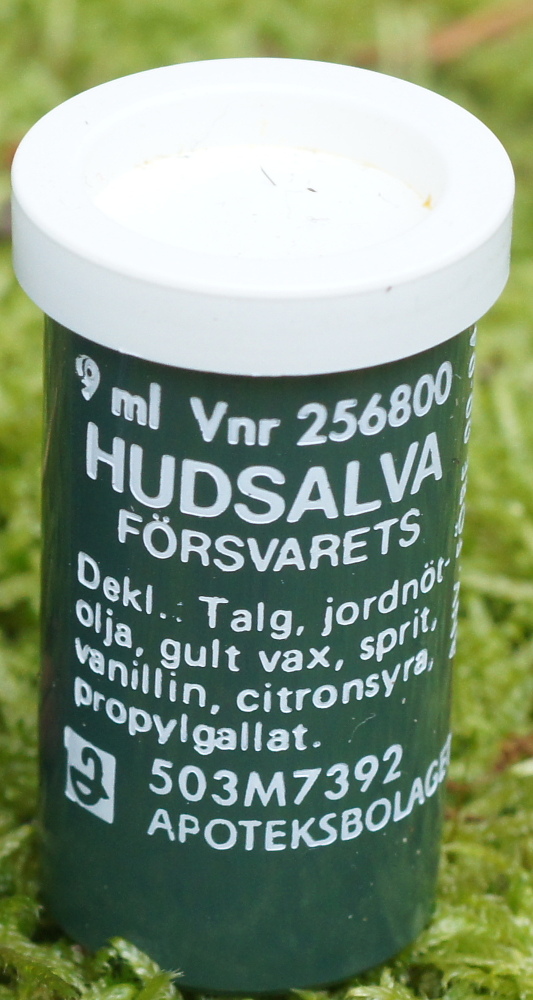 9 ml Vnr 256800
HUDSALVA
FÖRSVARETS
Dekl.. Talg, jordnöt-
olja, gult vax, sprit,
vanillin, citronsyra,
propylgallat.
503M7392
APOTEKSBOLAGET